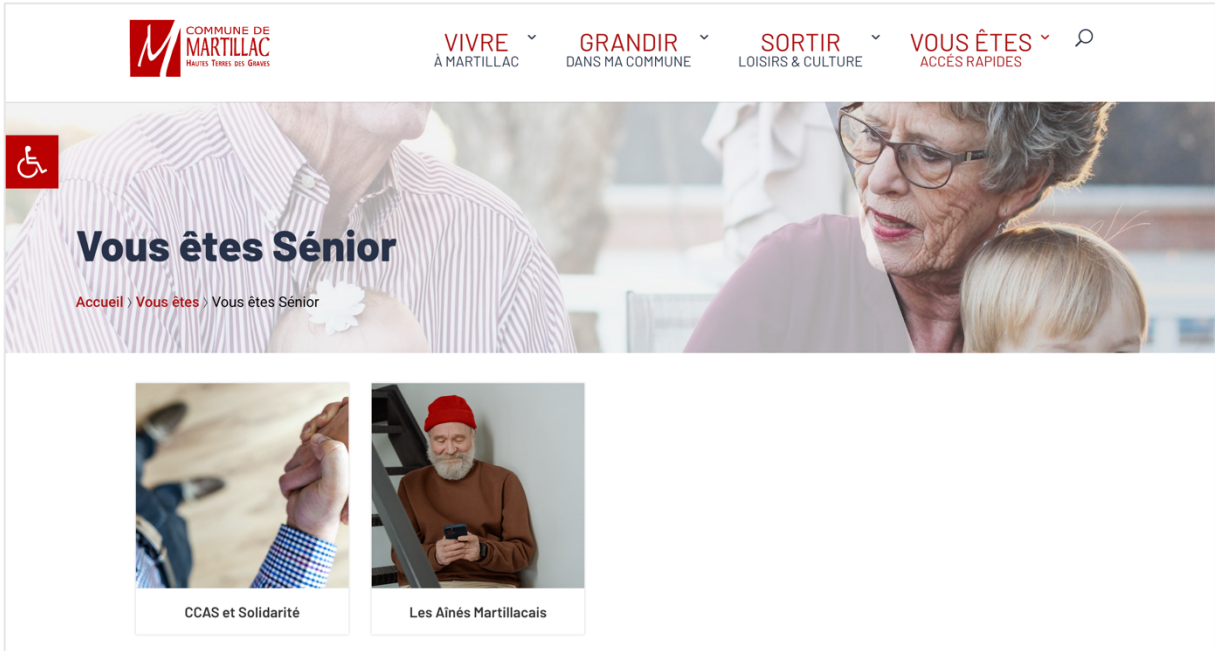 COMMUNE DE
MARTILLAC
HAUTES TERRES DES GRAVES
VIVRE
À MARTILLAC
GRANDIR
DANS MA COMMUNE
SORTIR
LOISIRS & CULTURE
VOUS ÊTES
ACCÈS RAPIDES
Vous êtes Sénior
Accueil 〉 Vous êtes 〉 Vous êtes Sénior
CCAS et Solidarité
Les Aînés Martillacais